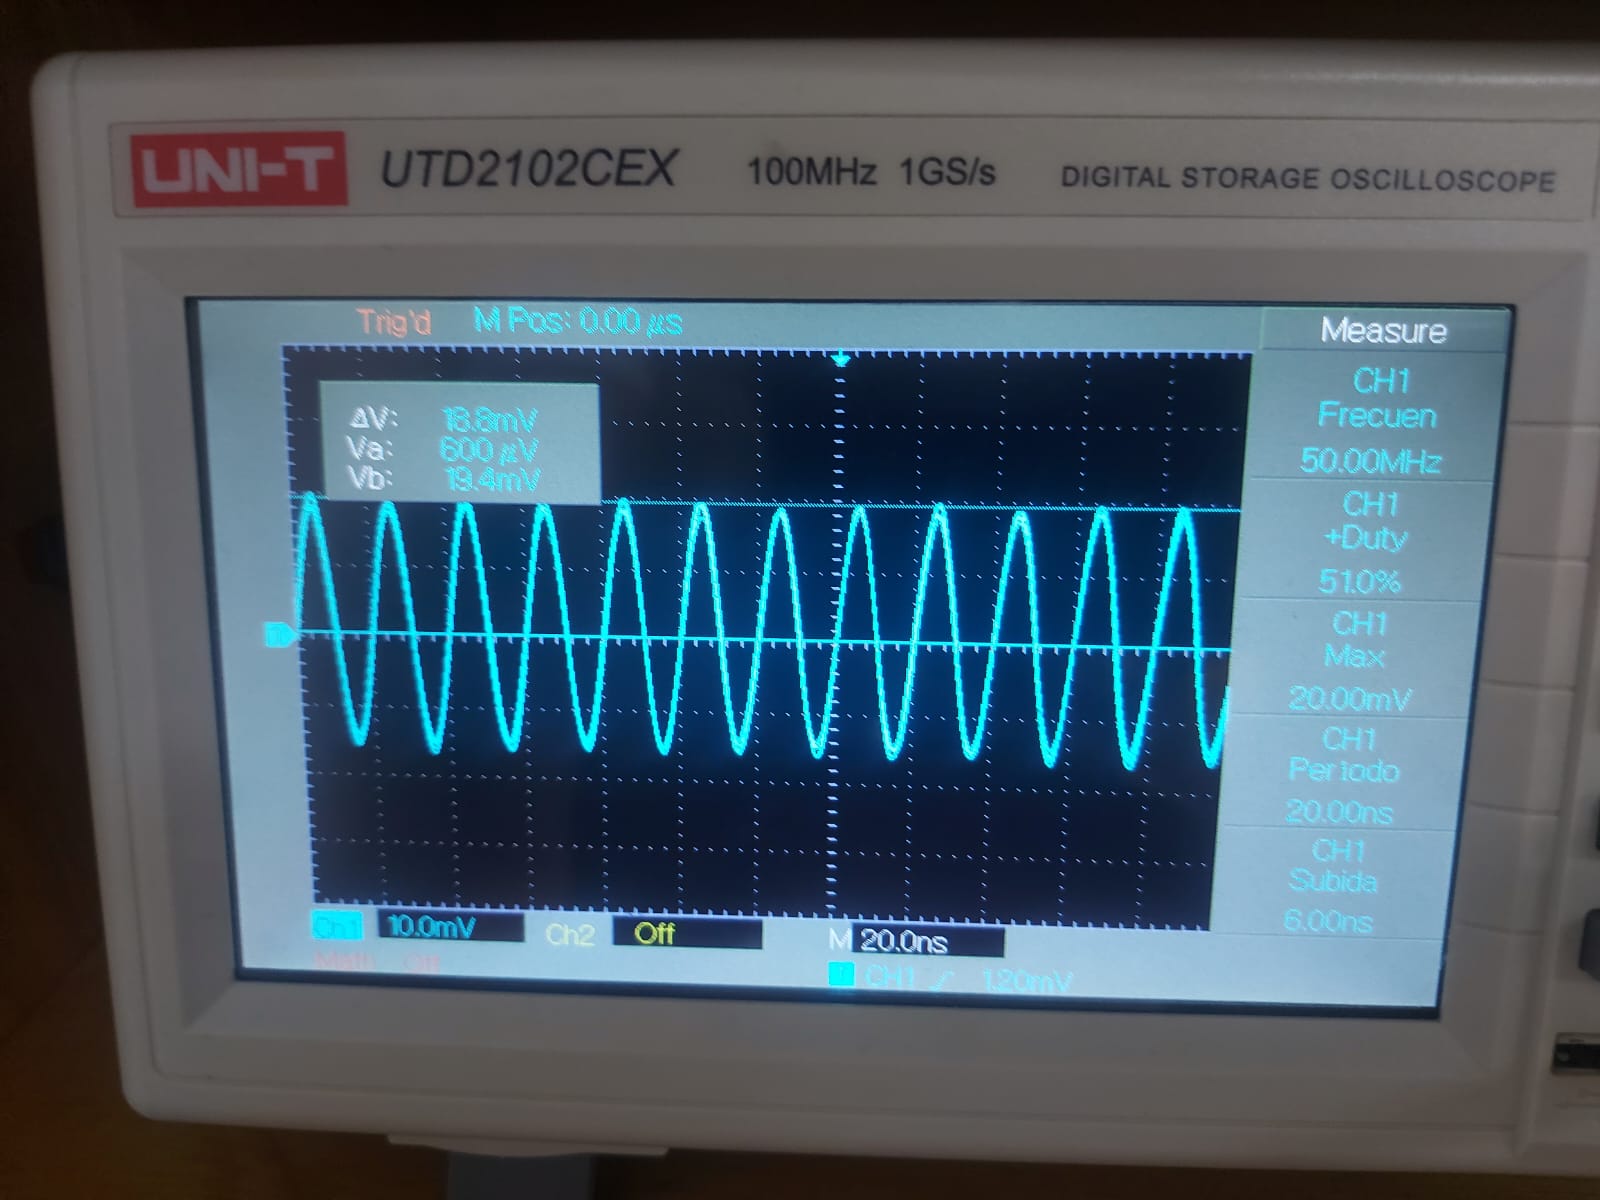 UNI-T UTD2102CEX 100MHz 1GS/s DIGITAL STORAGE OSCILLOSCOPE
Trig'd M Pos: 0.00 μs
Measure
ΔV: 18.8mV
Va: 600 μV
Vb: 19.4mV
CH1
Frecuen
50.00MHz
CH1
+Duty
51.0%
CH1
Max
20.00mV
CH1
Periodo
20.00ns
CH1
Subida
6.00ns
Ch1 10.0mV Ch2 Off M 20.0ns
Math Off
T CH1 1.20mV